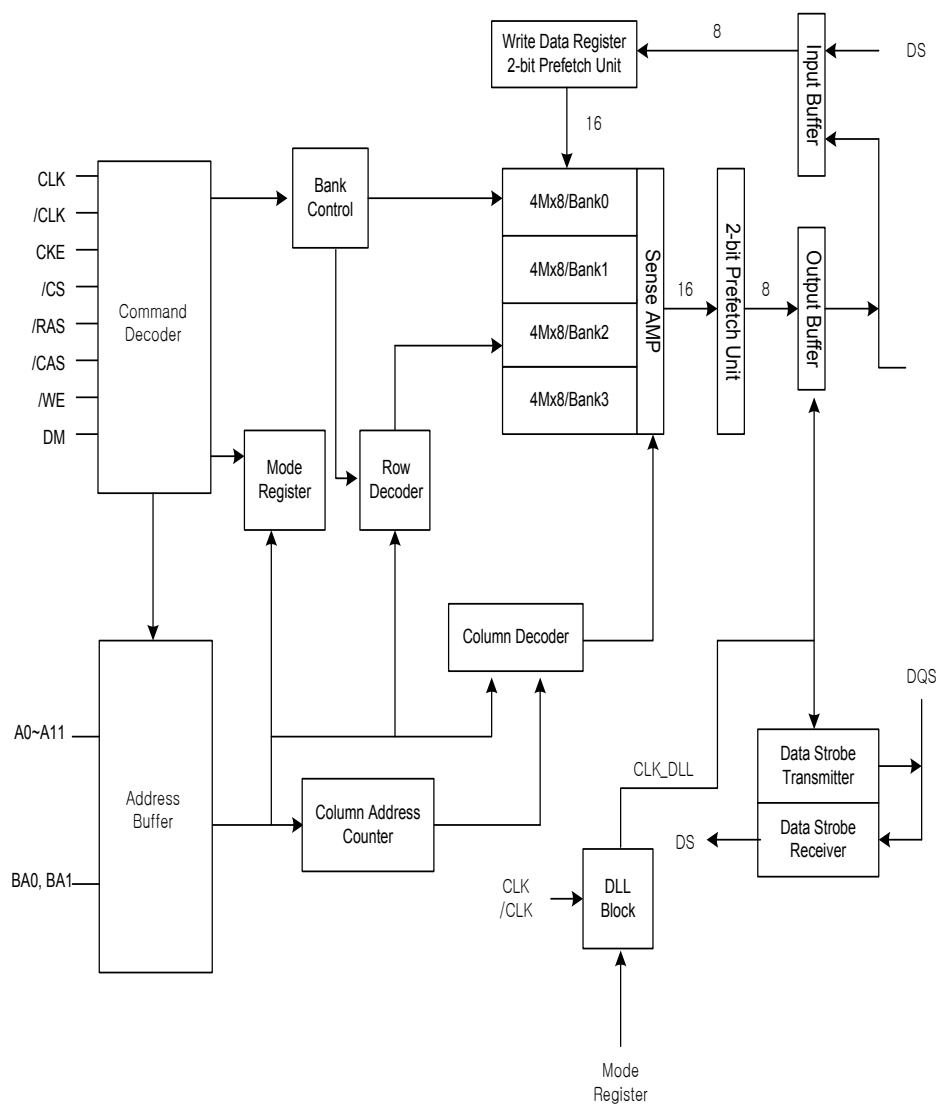 Write Data Register
2-bit Prefetch Unit
8
Input Buffer
DS
16
CLK
/CLK
CKE
/CS
/RAS
/CAS
/WE
DM
Command
Decoder
Bank
Control
4Mx8/Bank0
4Mx8/Bank1
4Mx8/Bank2
4Mx8/Bank3
Sense AMP
16
2-bit Prefetch Unit
8
Output Buffer
Mode
Register
Row
Decoder
Column Decoder
A0~A11
BA0, BA1
Address
Buffer
Column Address
Counter
CLK_DLL
DQS
Data Strobe
Transmitter
Data Strobe
Receiver
DS
CLK
/CLK
DLL
Block
Mode
Register